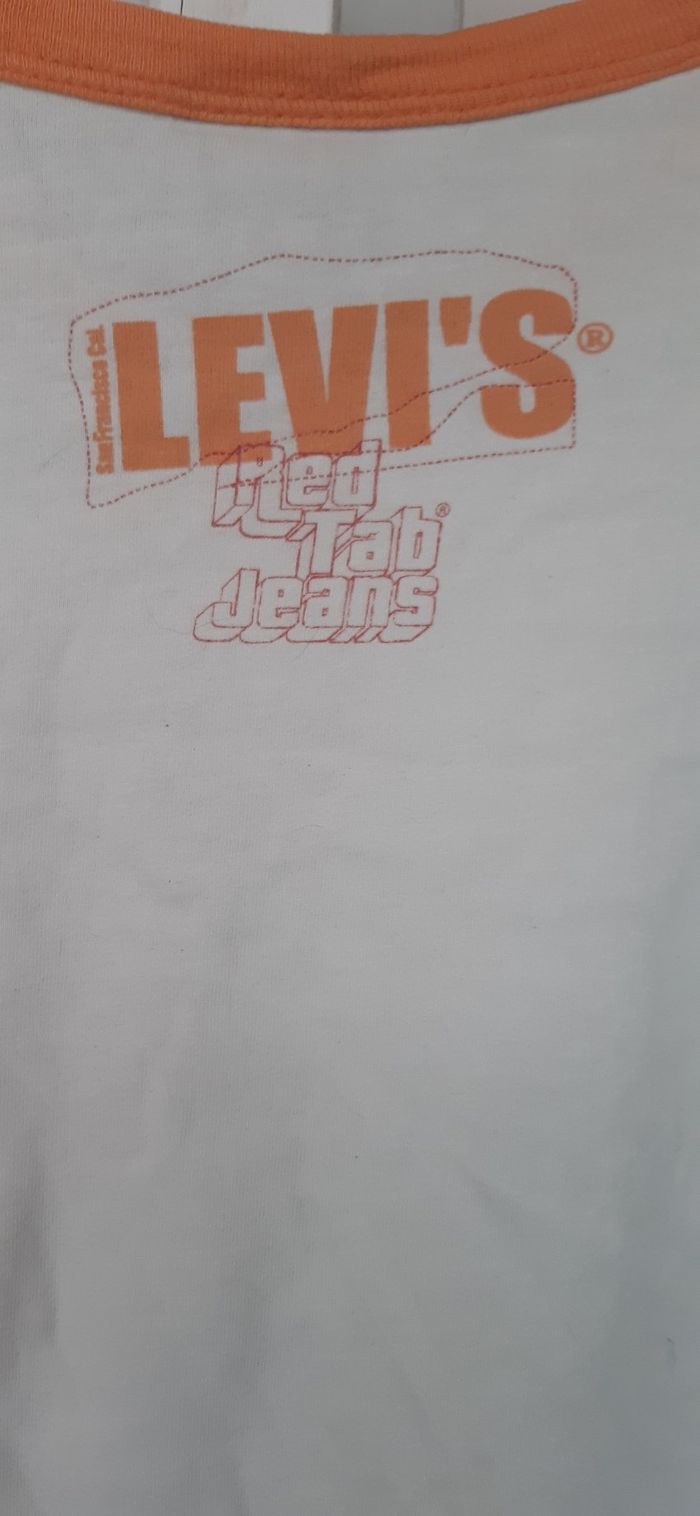 San Francisco Cal.
LEVI'S®
Red
Tab®
Jeans